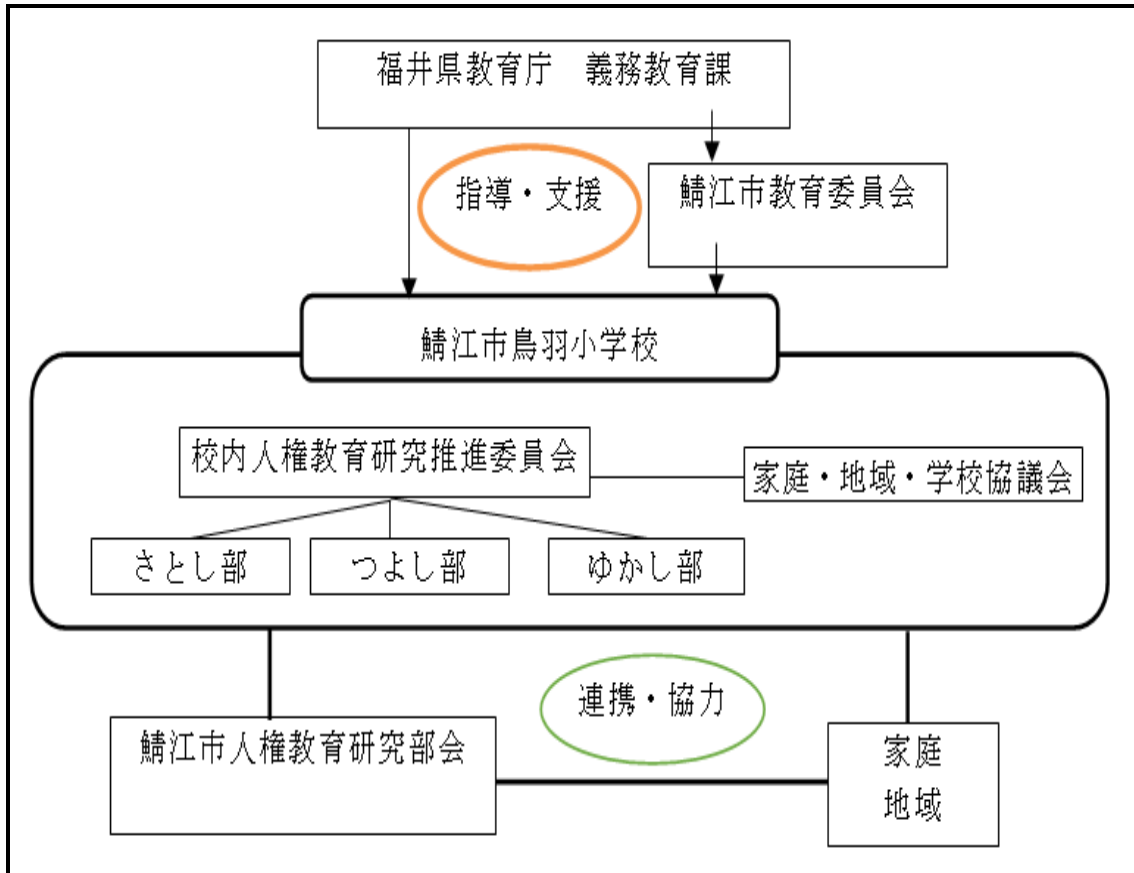 福井県教育庁　義務教育課
指導・支援
鯖江市教育委員会
鯖江市鳥羽小学校
校内人権教育研究推進委員会
家庭・地域・学校協議会
さとし部
つよし部
ゆかし部
連携・協力
鯖江市人権教育研究部会
家庭
地域